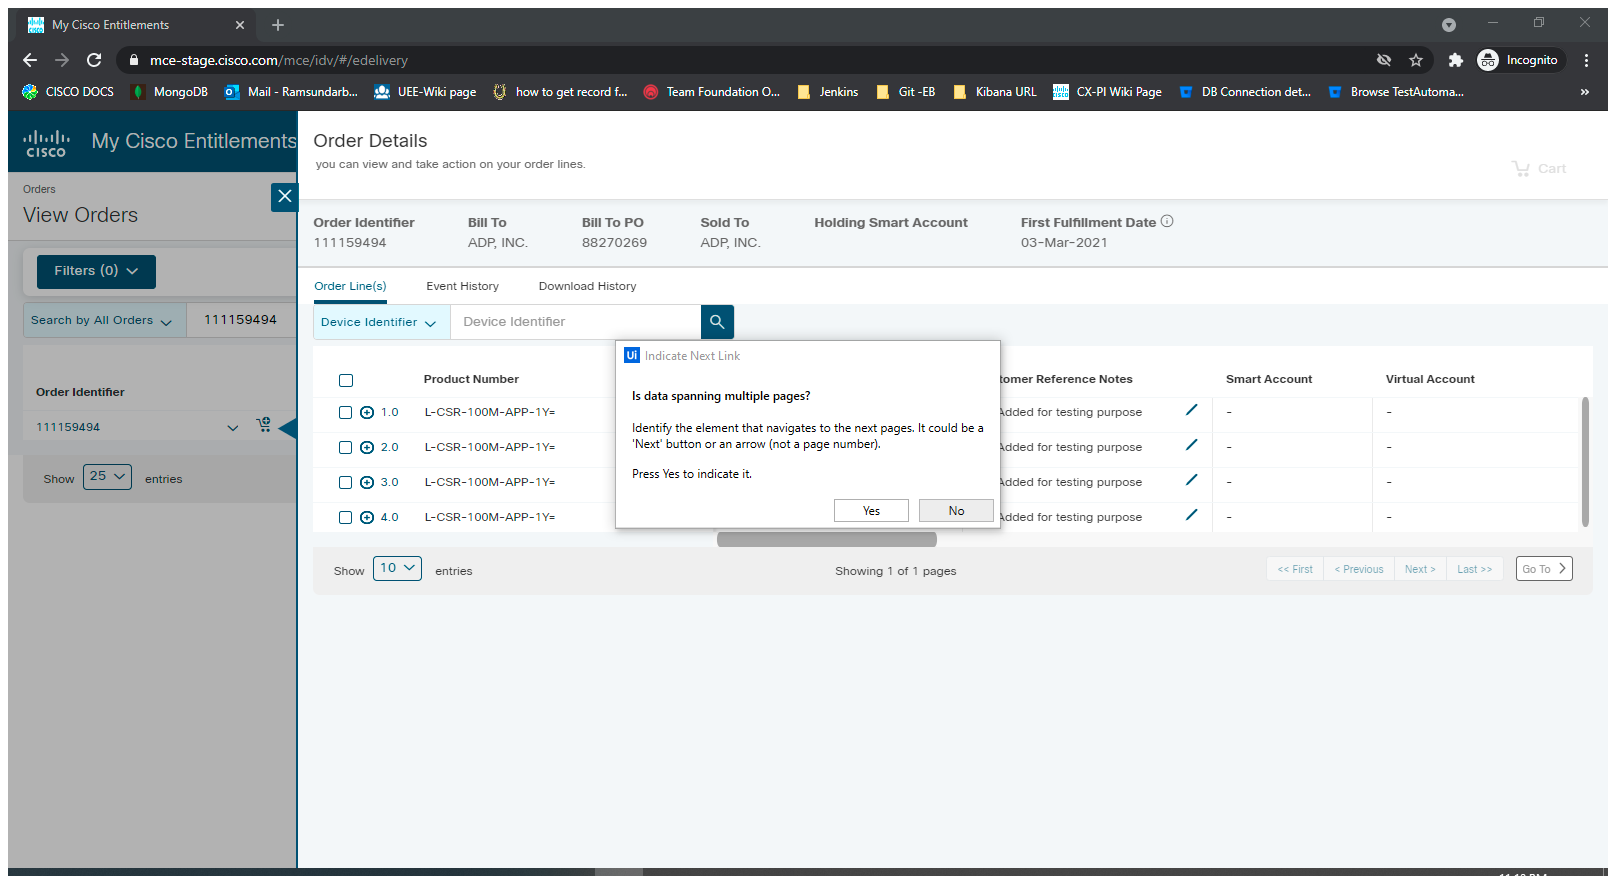 My Cisco Entitlements
mce-stage.cisco.com/mce/idv/#/edelivery
Incognito
CISCO DOCS MongoDB Mail - Ramsundarb... UEE-Wiki page how to get record f... Team Foundation O... Jenkins Git -EB Kibana URL CX-PI Wiki Page DB Connection det... Browse TestAutoma... »
CISCO My Cisco Entitlements
Orders
View Orders
Filters (0)
Search by All Orders 111159494
Order Identifier
111159494
Show 25 entries
Order Details
you can view and take action on your order lines.
Cart
Order Identifier Bill To Bill To PO Sold To Holding Smart Account First Fulfillment Date
111159494 ADP, INC. 88270269 ADP, INC. 03-Mar-2021
Order Line(s) Event History Download History
Device Identifier Device Identifier
Product Number tomer Reference Notes Smart Account Virtual Account
1.0 L-CSR-100M-APP-1Y= Added for testing purpose - -
2.0 L-CSR-100M-APP-1Y= Added for testing purpose - -
3.0 L-CSR-100M-APP-1Y= Added for testing purpose - -
4.0 L-CSR-100M-APP-1Y= Added for testing purpose - -
Ui Indicate Next Link
Is data spanning multiple pages?
Identify the element that navigates to the next pages. It could be a
'Next' button or an arrow (not a page number).
Press Yes to indicate it.
Yes No
Show 10 entries Showing 1 of 1 pages << First < Previous Next > Last >> Go To